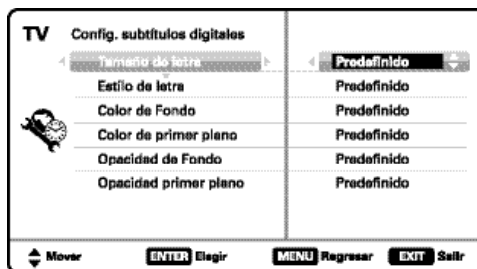 TV Config. subtítulos digitales
Tamaño de letra Predefinido
Estilo de letra Predefinido
Color de Fondo Predefinido
Color de primer plano Predefinido
Opacidad de Fondo Predefinido
Opacidad primer plano Predefinido
Mover ENTER Elegir MENU Regresar EXIT Salir